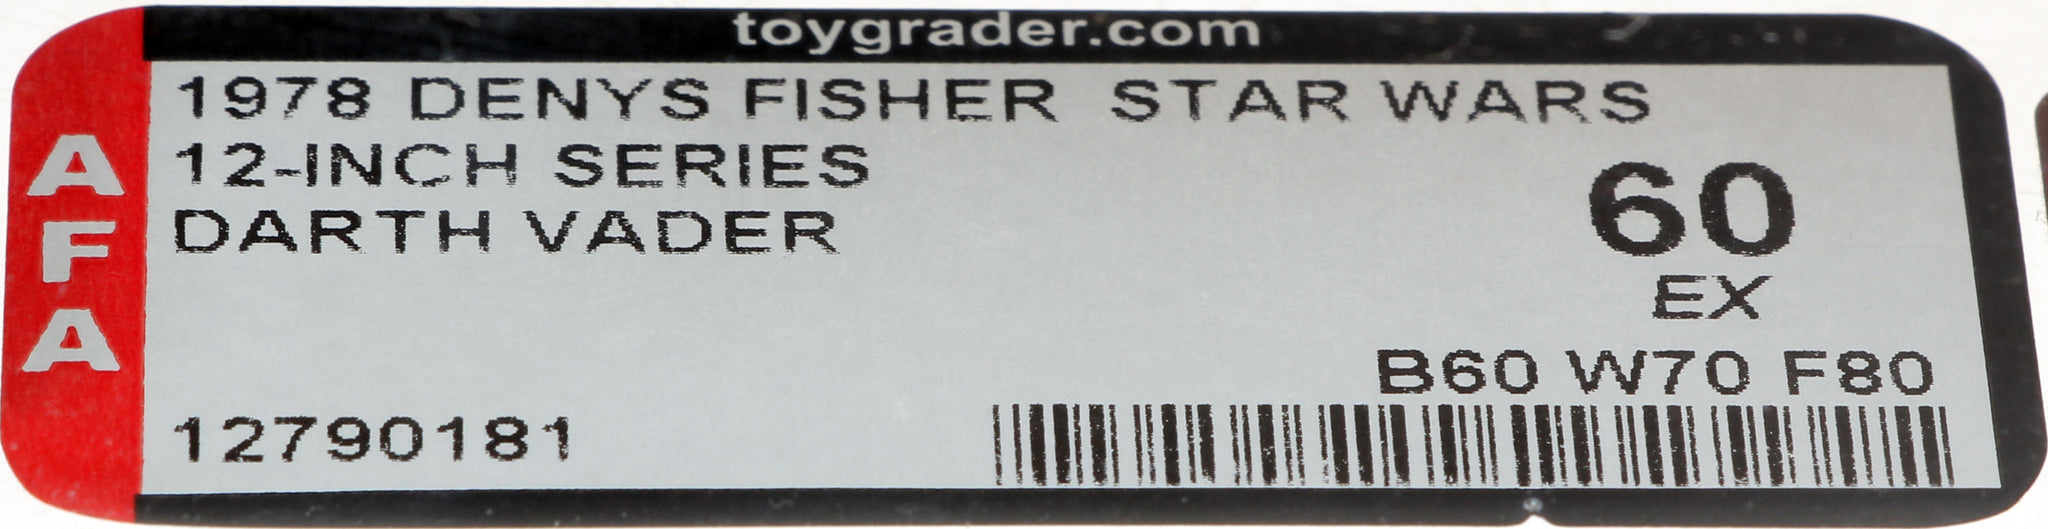 toygrader.com
AFA
1978 DENYS FISHER STAR WARS
12-INCH SERIES
DARTH VADER
60
EX
B60 W70 F80
12790181